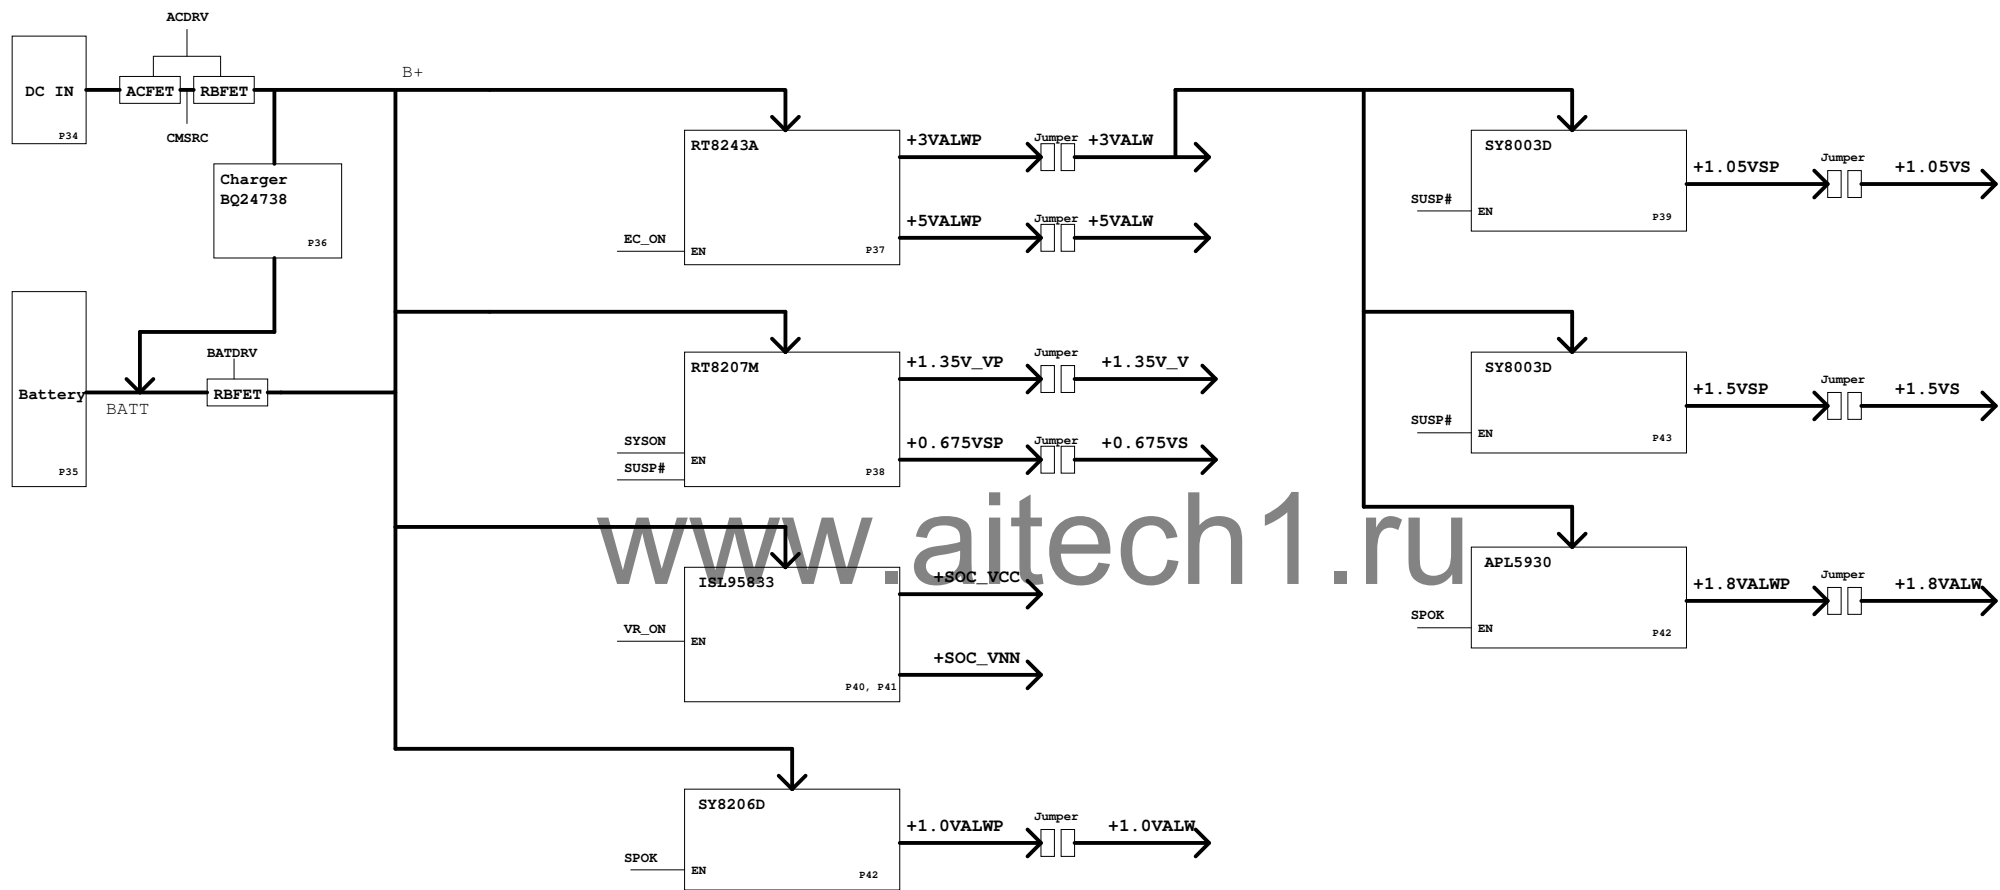 ACDRV
DC IN
P34
ACFET
RBFET
CMSRC
B+
Charger
BQ24738
P36
Battery
P35
BATT
BATDRV
RBFET
RT8243A
EC_ON
EN
P37
+3VALWP
Jumper
+3VALW
+5VALWP
Jumper
+5VALW
RT8207M
SYSON
EN
SUSP#
P38
+1.35V_VP
Jumper
+1.35V_V
+0.675VSP
Jumper
+0.675VS
ISL95833
VR_ON
EN
P40, P41
+SOC_VCC
+SOC_VNN
SY8206D
SPOK
EN
P42
+1.0VALWP
Jumper
+1.0VALW
SY8003D
SUSP#
EN
P39
+1.05VSP
Jumper
+1.05VS
SY8003D
SUSP#
EN
P43
+1.5VSP
Jumper
+1.5VS
APL5930
SPOK
EN
P42
+1.8VALWP
Jumper
+1.8VALW
www.aitech1.ru